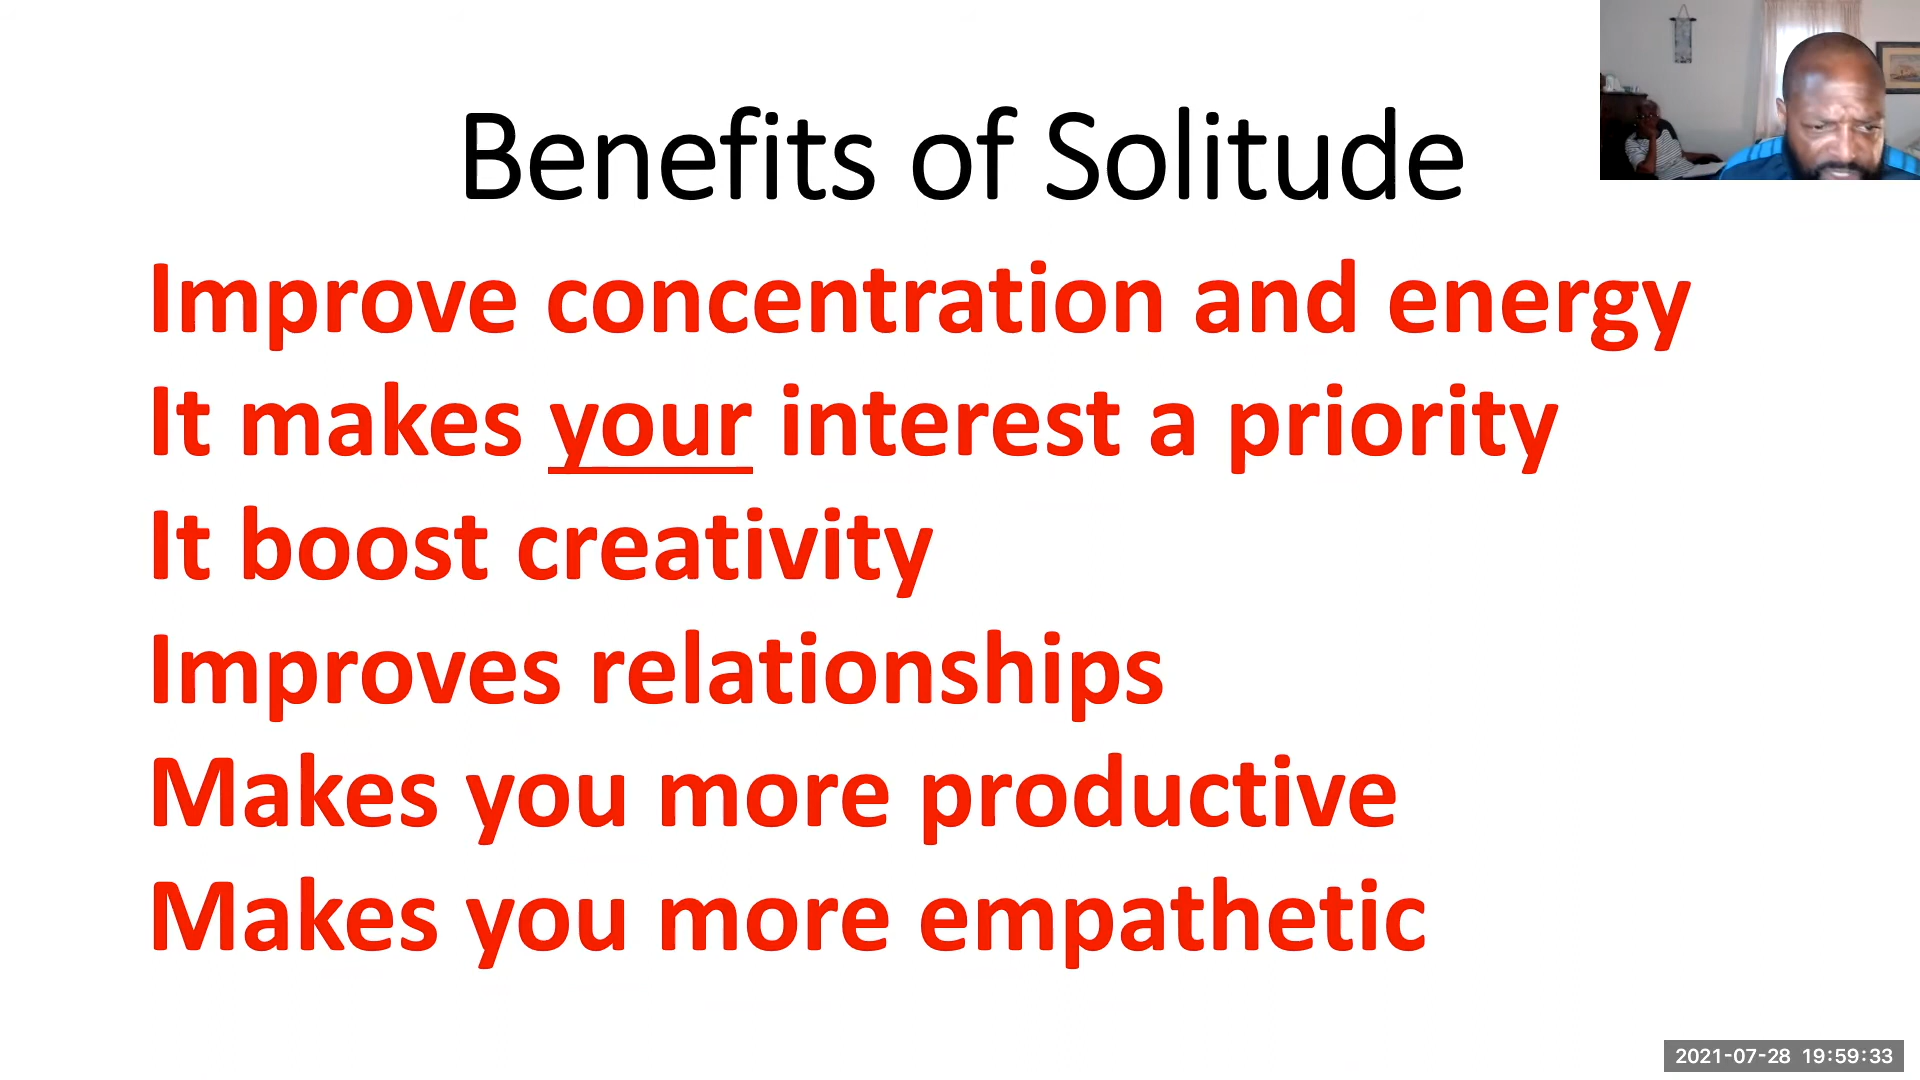 Benefits of Solitude
Improve concentration and energy
It makes your interest a priority
It boost creativity
Improves relationships
Makes you more productive
Makes you more empathetic
2021-07-28 19:59:33